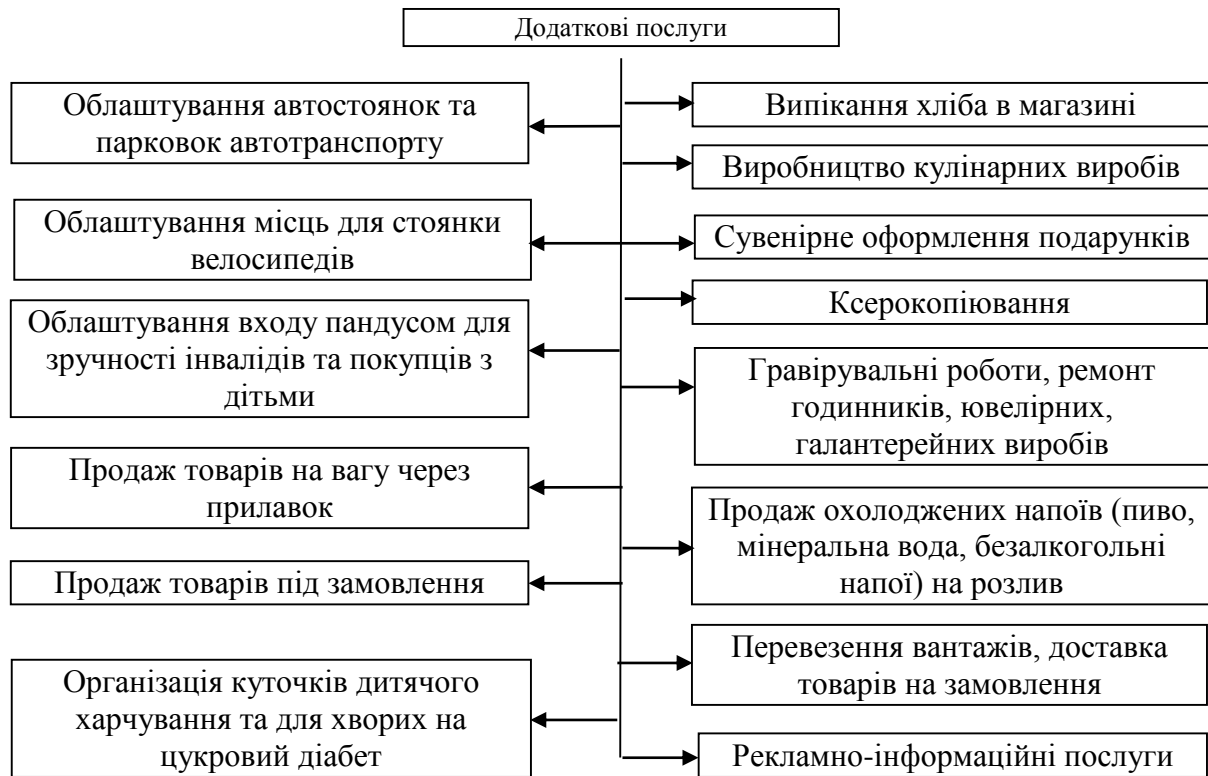 Додаткові послуги
Облаштування автостоянок та
парковок автотранспорту
Облаштування місць для стоянки
велосипедів
Облаштування входу пандусом для
зручності інвалідів та покупців з
дітьми
Продаж товарів на вагу через
прилавок
Продаж товарів під замовлення
Організація куточків дитячого
харчування та для хворих на
цукровий діабет
Випікання хліба в магазині
Виробництво кулінарних виробів
Сувенірне оформлення подарунків
Ксерокопіювання
Гравірувальні роботи, ремонт
годинників, ювелірних,
галантерейних виробів
Продаж охолоджених напоїв (пиво,
мінеральна вода, безалкогольні
напої) на розлив
Перевезення вантажів, доставка
товарів на замовлення
Рекламно-інформаційні послуги